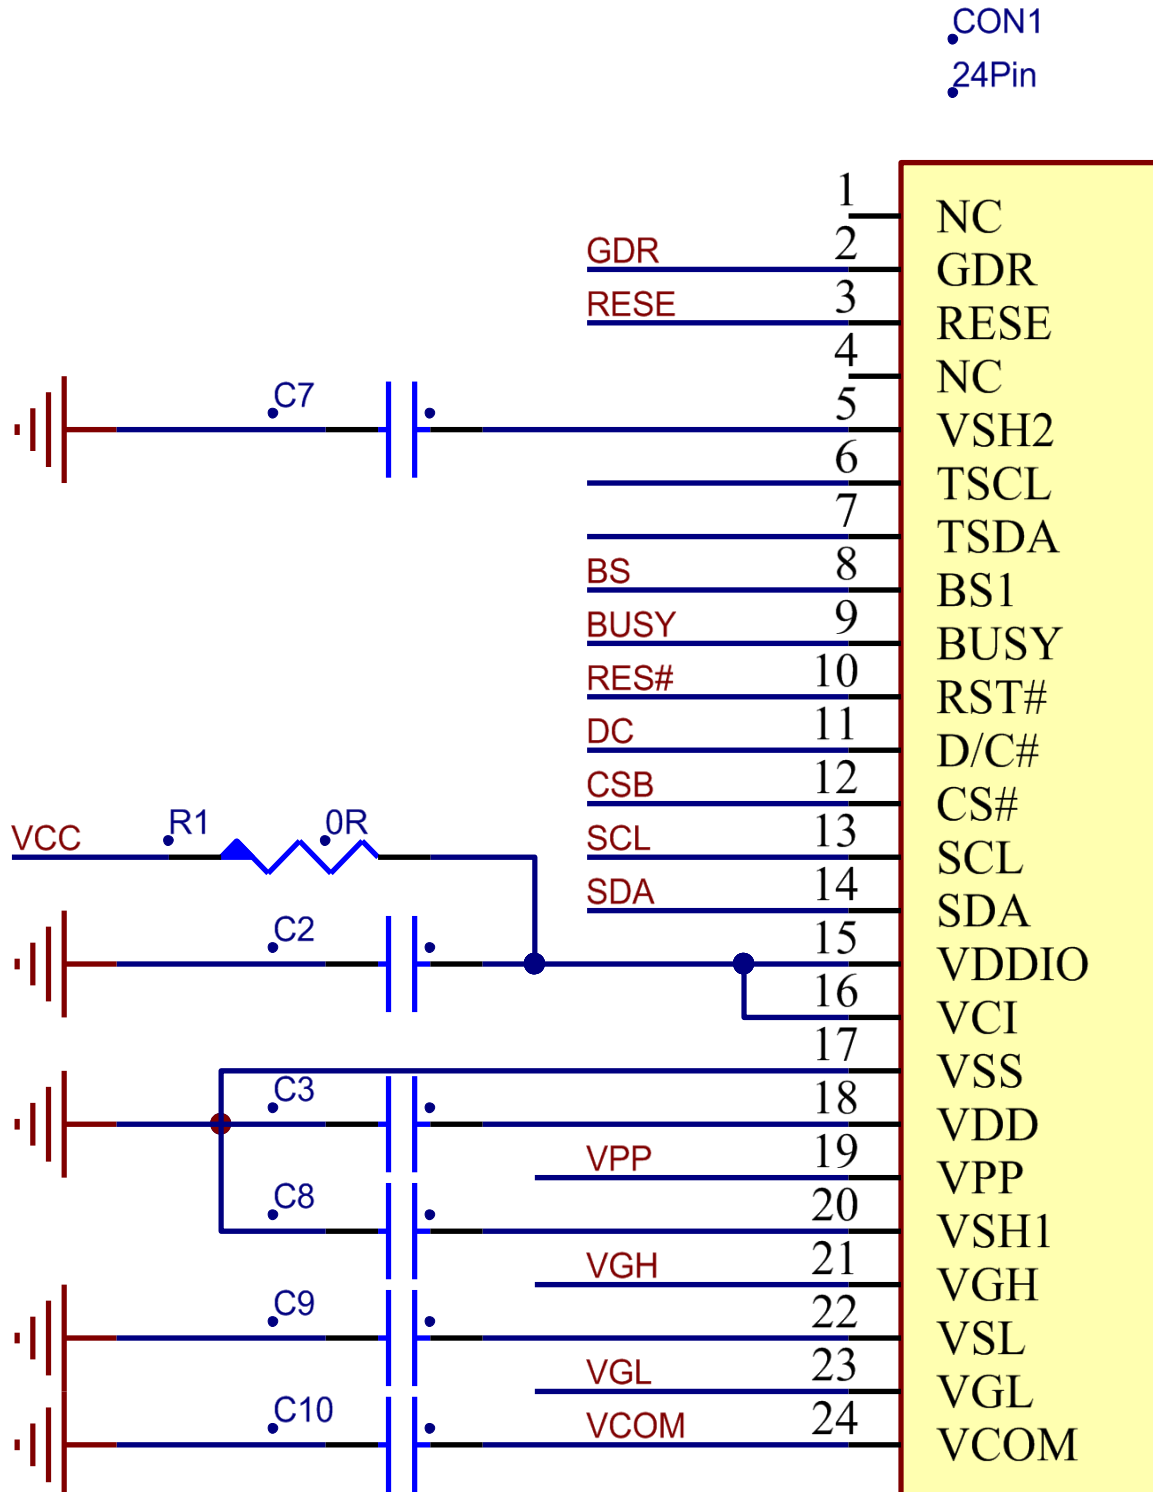 CON1
24Pin
1 NC
GDR 2 GDR
RESE 3 RESE
4 NC
C7 5 VSH2
6 TSCL
7 TSDA
BS 8 BS1
BUSY 9 BUSY
RES# 10 RST#
DC 11 D/C#
CSB 12 CS#
VCC R1 0R SCL 13 SCL
SDA 14 SDA
C2 15 VDDIO
16 VCI
17 VSS
C3 18 VDD
VPP 19 VPP
C8 20 VSH1
VGH 21 VGH
C9 22 VSL
VGL 23 VGL
C10 VCOM 24 VCOM